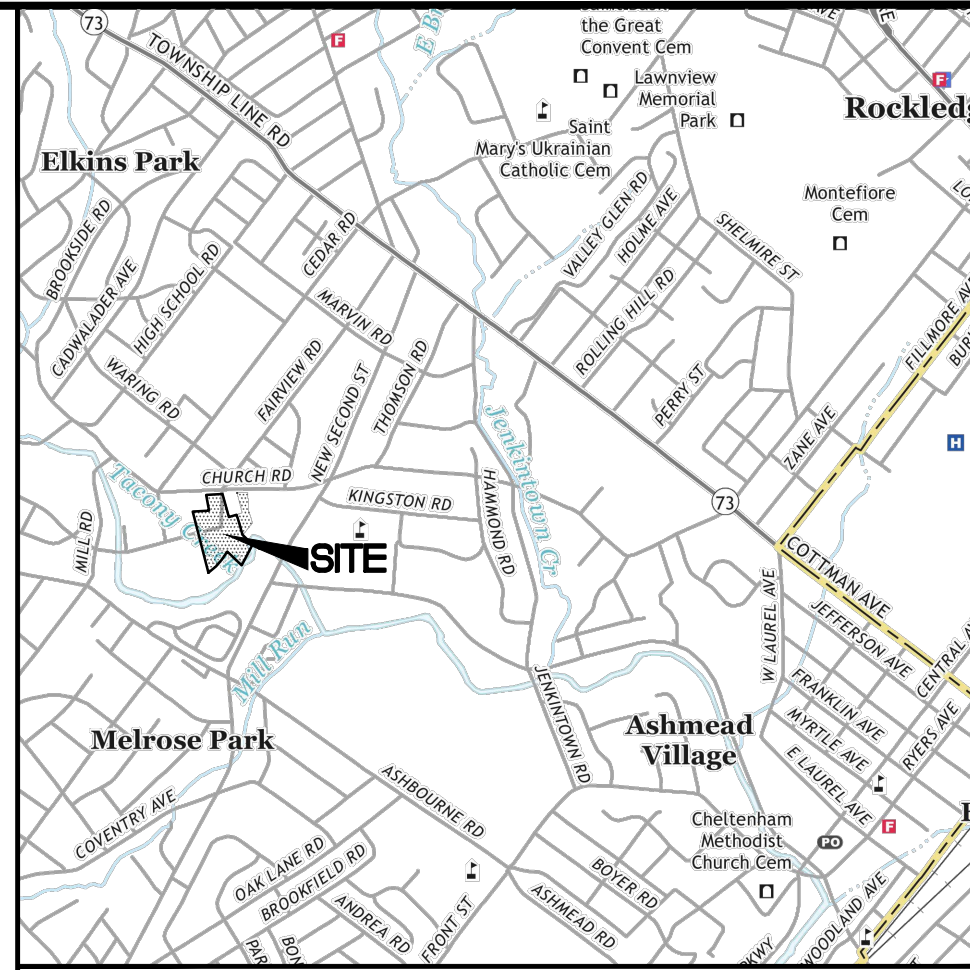 73
TOWNSHIP LINE RD
F
the Great
Convent Cem
Lawnview
Memorial
Park
Saint
Mary's Ukrainian
Catholic Cem
F
Elkins Park
Montefiore
Cem
BROOKSIDE RD
CADWALADER AVE
HIGH SCHOOL RD
CEDAR RD
VALLEY GLEN RD
HOLME AVE
SHELMIRE ST
MARVIN RD
ROLLING HILL RD
FILLMORE AVE
WARING RD
FAIRVIEW RD
NEW SECOND ST
THOMSON RD
PERRY ST
ZANE AVE
H
Jenkintown Cr
CHURCH RD
KINGSTON RD
HAMMOND RD
73
MILL RD
SITE
COTTMAN AVE
W LAUREL AVE
JEFFERSON AVE
CENTRAL
Mill Run
JENKINTOWN RD
FRANKLIN AVE
MYRTLE AVE
E LAUREL AVE
RYERS AVE
Melrose Park
Ashmead
Village
ASHBOURNE RD
COVENTRY AVE
Cheltenham
Methodist
Church Cem
PO
F
OAK LANE RD
BROOKFIELD RD
ANDREA RD
FRONT ST
BOYER RD
ASHMEAD RD
WOODLAND AVE